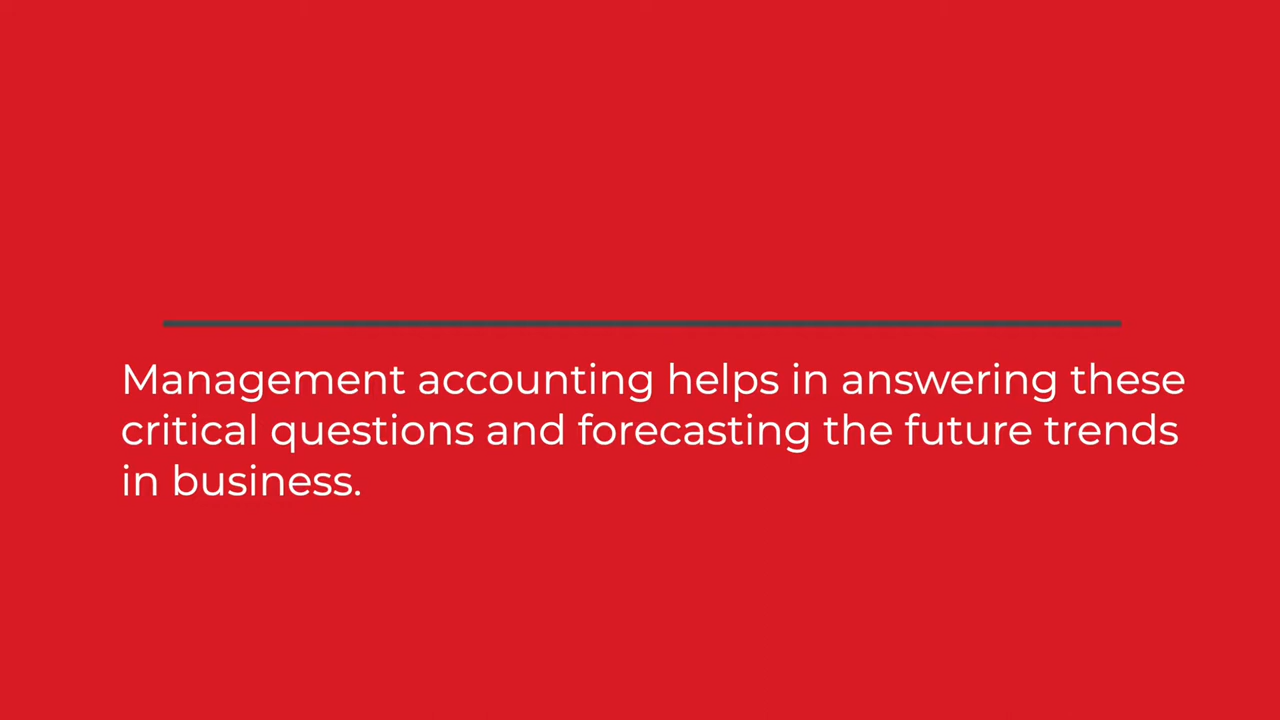 Management accounting helps in answering these
critical questions and forecasting the future trends
in business.